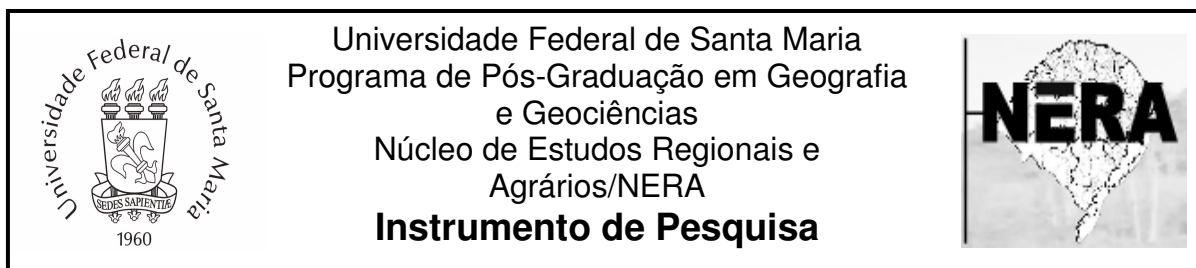 Universidade Federal de Santa Maria
SEDES SAPIENTIÆ
1960
Universidade Federal de Santa Maria
Programa de Pós-Graduação em Geografia
e Geociências
Núcleo de Estudos Regionais e
Agrários/NERA
Instrumento de Pesquisa
NERA